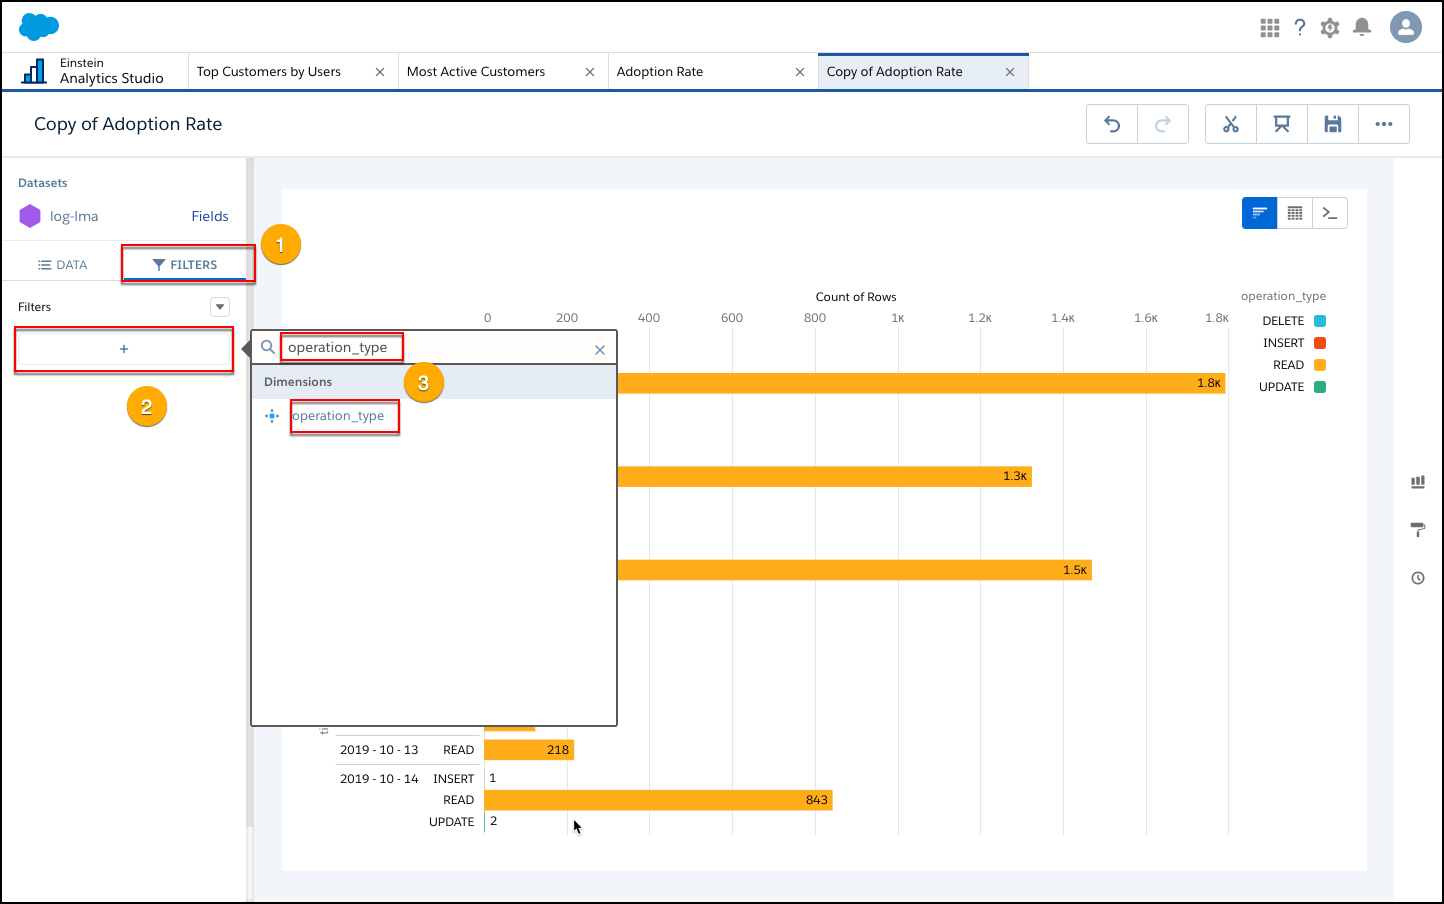 Einstein
Analytics Studio
Top Customers by Users
Most Active Customers
Adoption Rate
Copy of Adoption Rate
Copy of Adoption Rate
Datasets
log-lma Fields
DATA FILTERS
1
Filters
+
2
operation_type
Dimensions
3
operation_type
Count of Rows
0 200 400 600 800 1K 1.2K 1.4K 1.6K 1.8K
operation_type
DELETE
INSERT
READ
UPDATE
1.8K
1.3K
1.5K
2019 - 10 - 13 READ 218
2019 - 10 - 14 INSERT 1
READ 843
UPDATE 2